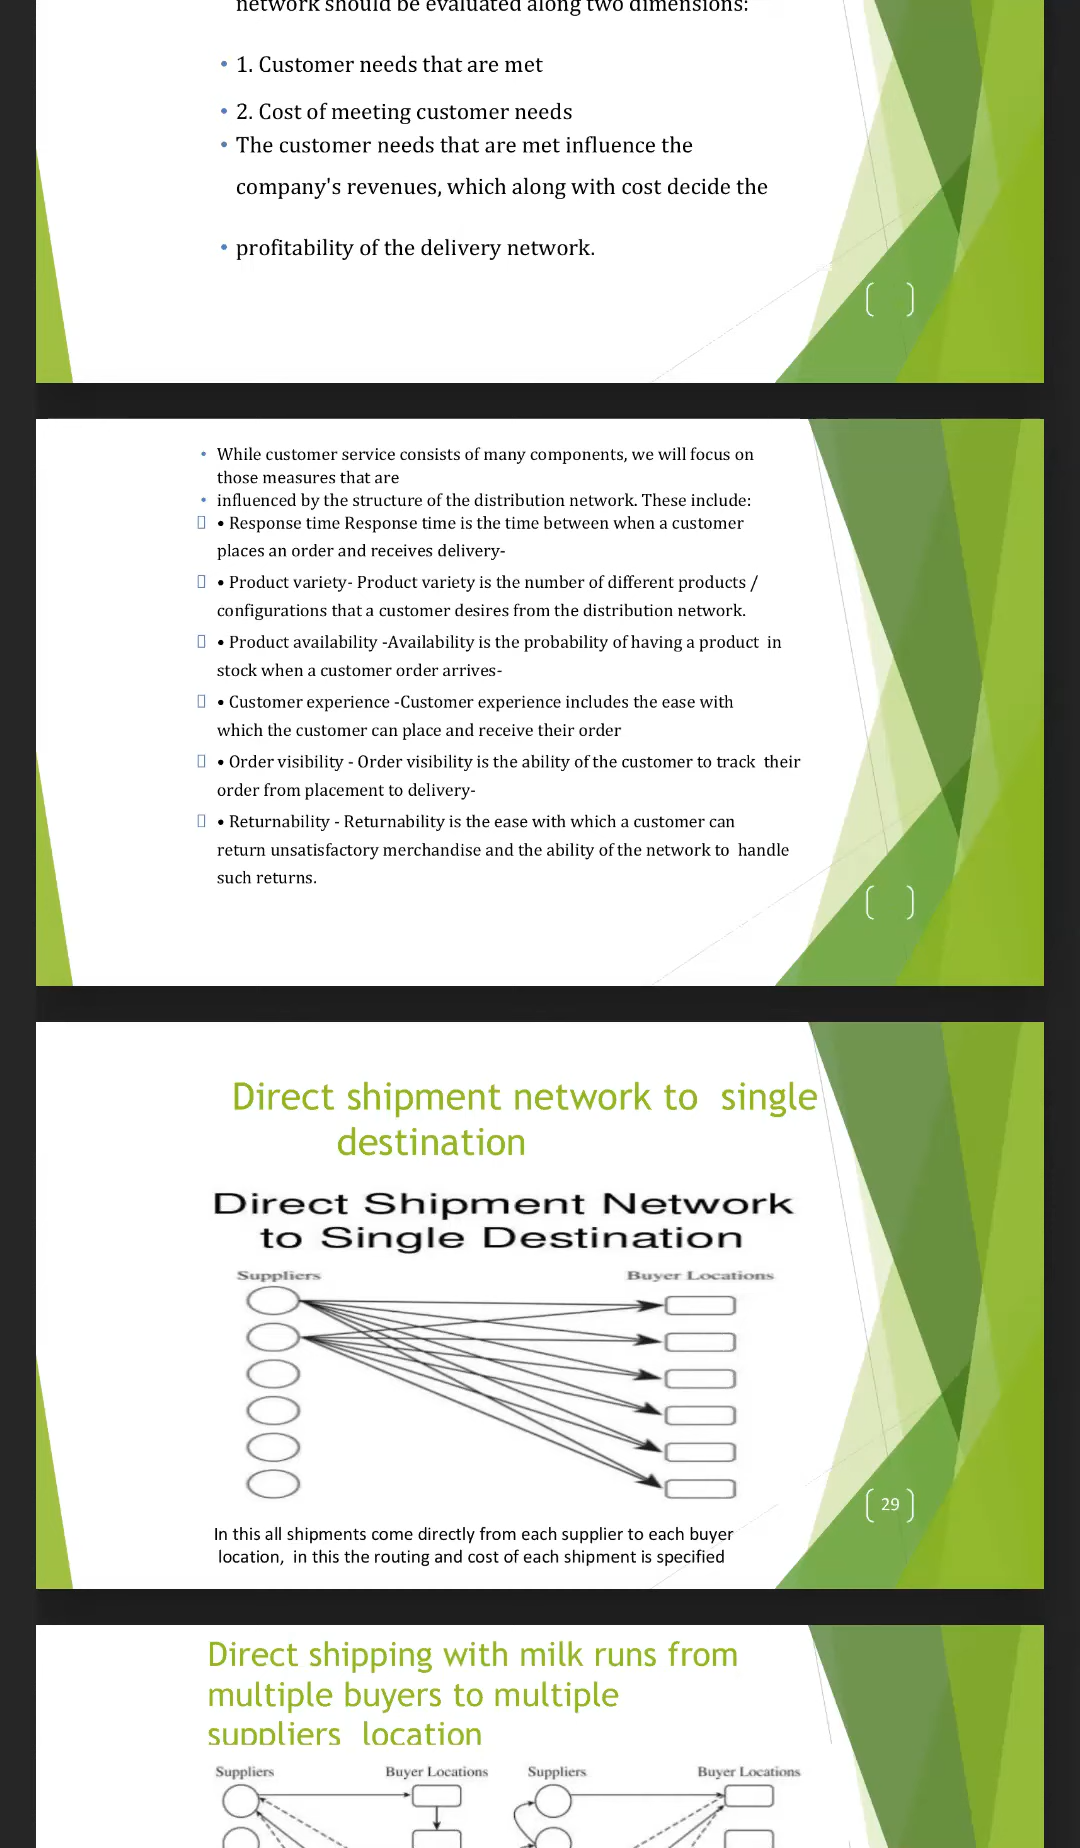 network should be evaluated along two dimensions:
• 1. Customer needs that are met
• 2. Cost of meeting customer needs
• The customer needs that are met influence the
company's revenues, which along with cost decide the
• profitability of the delivery network.
• While customer service consists of many components, we will focus on
those measures that are
• influenced by the structure of the distribution network. These include:
• Response time Response time is the time between when a customer
places an order and receives delivery-
• Product variety- Product variety is the number of different products /
configurations that a customer desires from the distribution network.
• Product availability -Availability is the probability of having a product in
stock when a customer order arrives-
• Customer experience -Customer experience includes the ease with
which the customer can place and receive their order
• Order visibility - Order visibility is the ability of the customer to track their
order from placement to delivery-
• Returnability - Returnability is the ease with which a customer can
return unsatisfactory merchandise and the ability of the network to handle
such returns.
Direct shipment network to single
destination
Direct Shipment Network
to Single Destination
Suppliers Buyer Locations
29
In this all shipments come directly from each supplier to each buyer
location, in this the routing and cost of each shipment is specified
Direct shipping with milk runs from
multiple buyers to multiple
suppliers location
Suppliers Buyer Locations Suppliers Buyer Locations